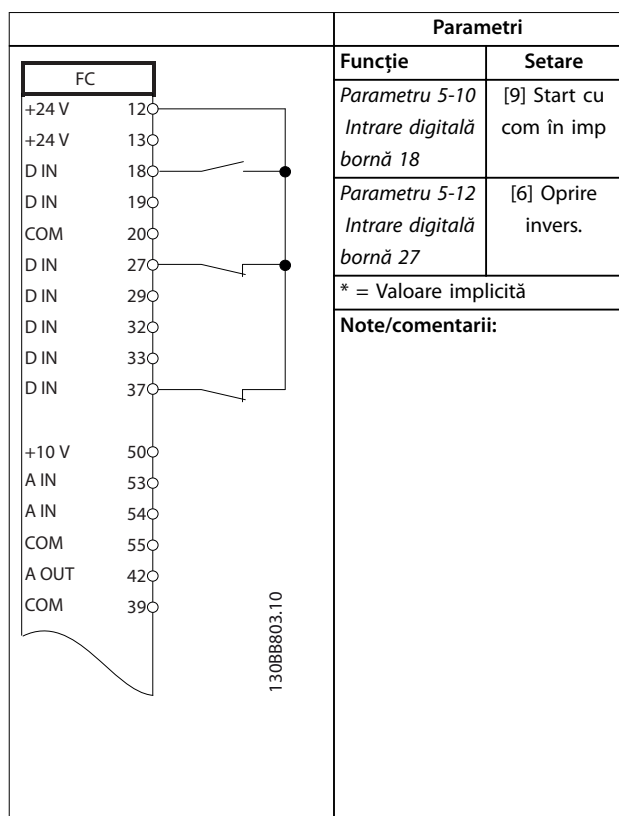 FC
+24 V 12
+24 V 13
D IN 18
D IN 19
COM 20
D IN 27
D IN 29
D IN 32
D IN 33
D IN 37
+10 V 50
A IN 53
A IN 54
COM 55
A OUT 42
COM 39
130BB803.10
Parametri
Funcție Setare
Parametru 5-10 [9] Start cu
Intrare digitală com în imp
bornă 18
Parametru 5-12 [6] Oprire
Intrare digitală invers.
bornă 27
* = Valoare implicită
Note/comentarii: